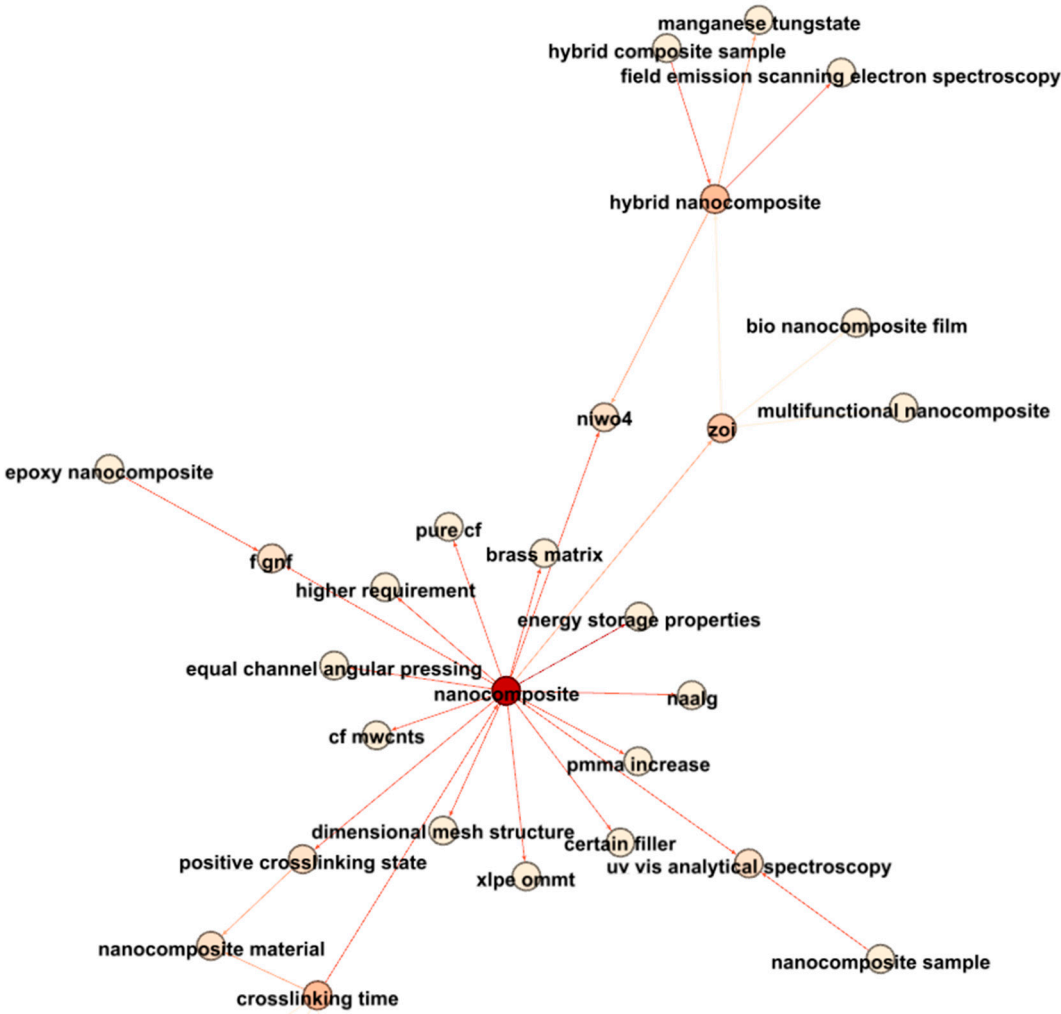 manganese tungstate
hybrid composite sample
field emission scanning electron spectroscopy
hybrid nanocomposite
bio nanocomposite film
multifunctional nanocomposite
niwo4
zoi
epoxy nanocomposite
pure cf
brass matrix
f gnf
higher requirement
energy storage properties
equal channel angular pressing
nanocomposite
naalg
cf mwcnts
pmma increase
dimensional mesh structure
certain filler
positive crosslinking state
uv vis analytical spectroscopy
xlpe ommt
nanocomposite material
nanocomposite sample
crosslinking time